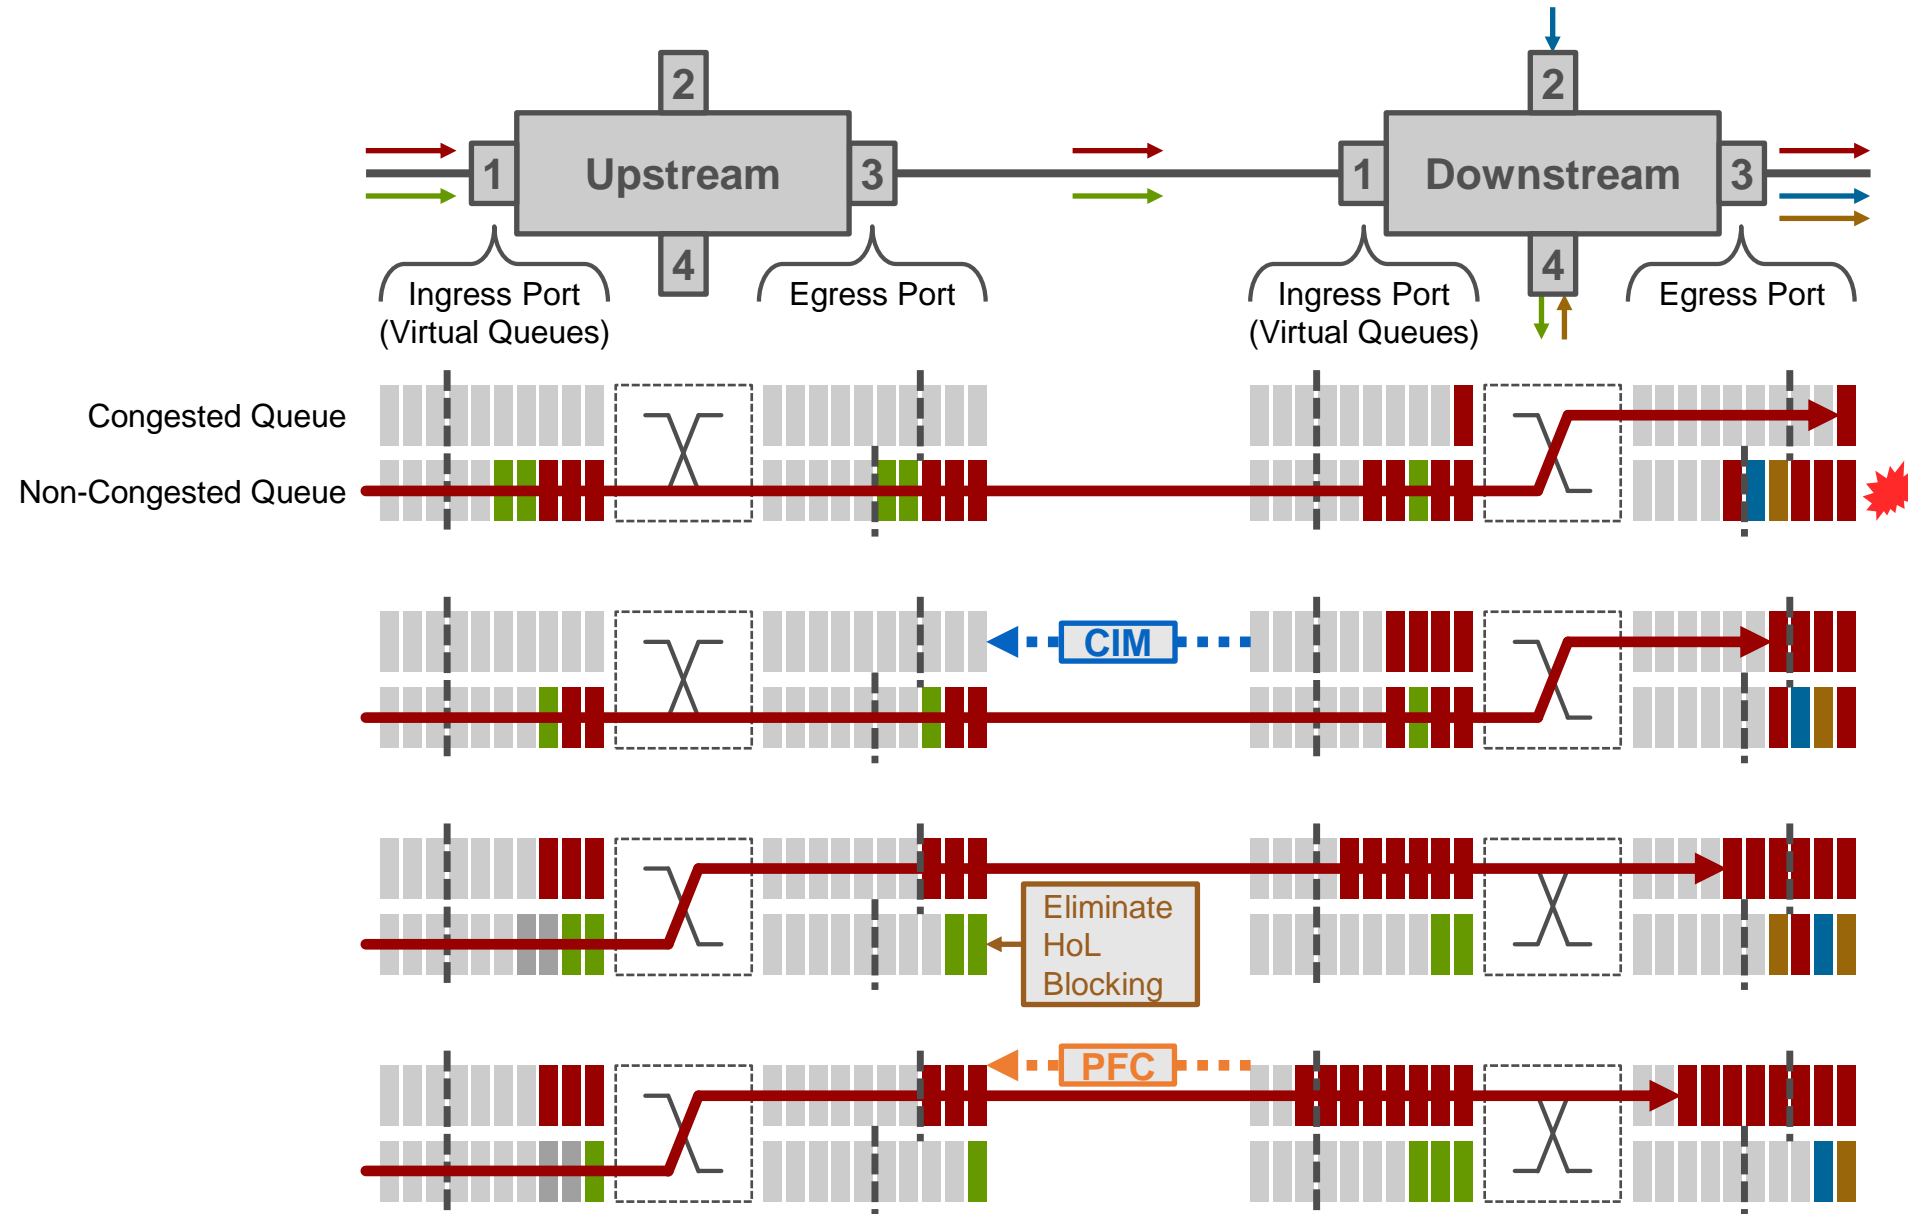 2
2
1
Upstream
3
1
Downstream
3
4
4
Ingress Port
(Virtual Queues)
Egress Port
Ingress Port
(Virtual Queues)
Egress Port
Congested Queue
Non-Congested Queue
CIM
Eliminate
HoL
Blocking
PFC